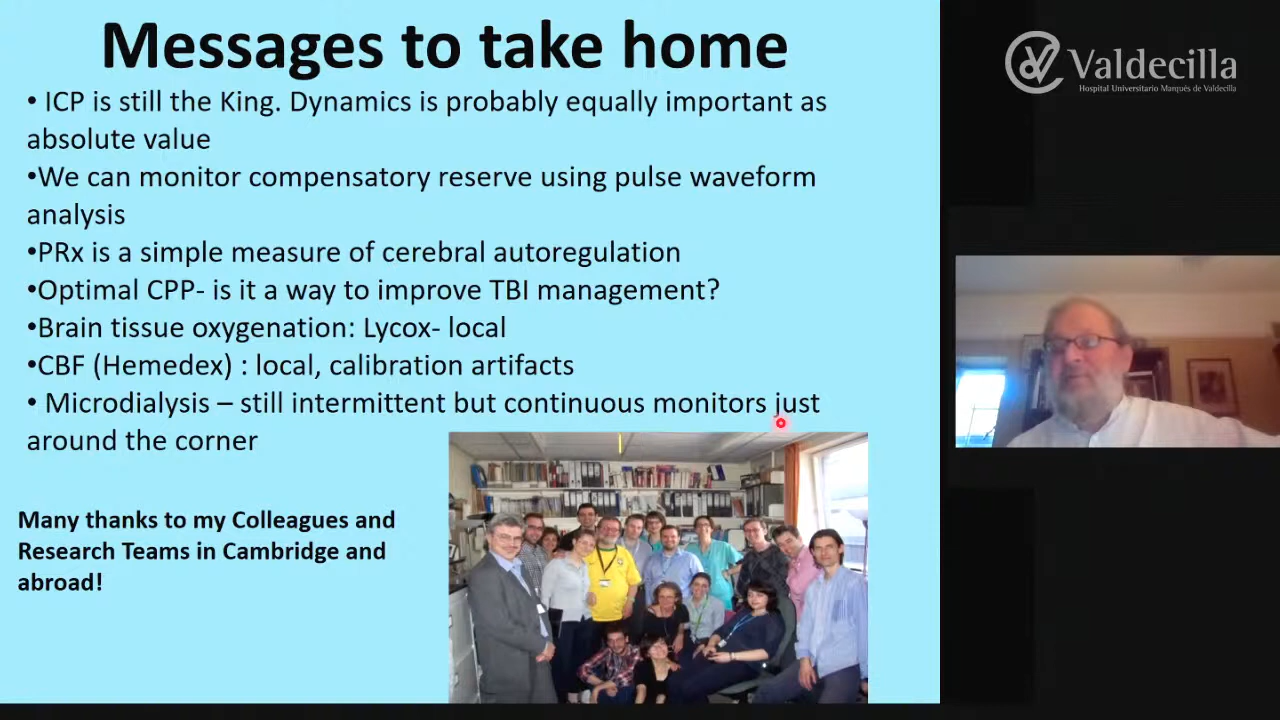 Messages to take home
• ICP is still the King. Dynamics is probably equally important as
absolute value
•We can monitor compensatory reserve using pulse waveform
analysis
•PRx is a simple measure of cerebral autoregulation
•Optimal CPP- is it a way to improve TBI management?
•Brain tissue oxygenation: Lycox- local
•CBF (Hemedex) : local, calibration artifacts
• Microdialysis – still intermittent but continuous monitors just
around the corner
Many thanks to my Colleagues and
Research Teams in Cambridge and
abroad!
Valdecilla
Hospital Universitario Marqués de Valdecilla